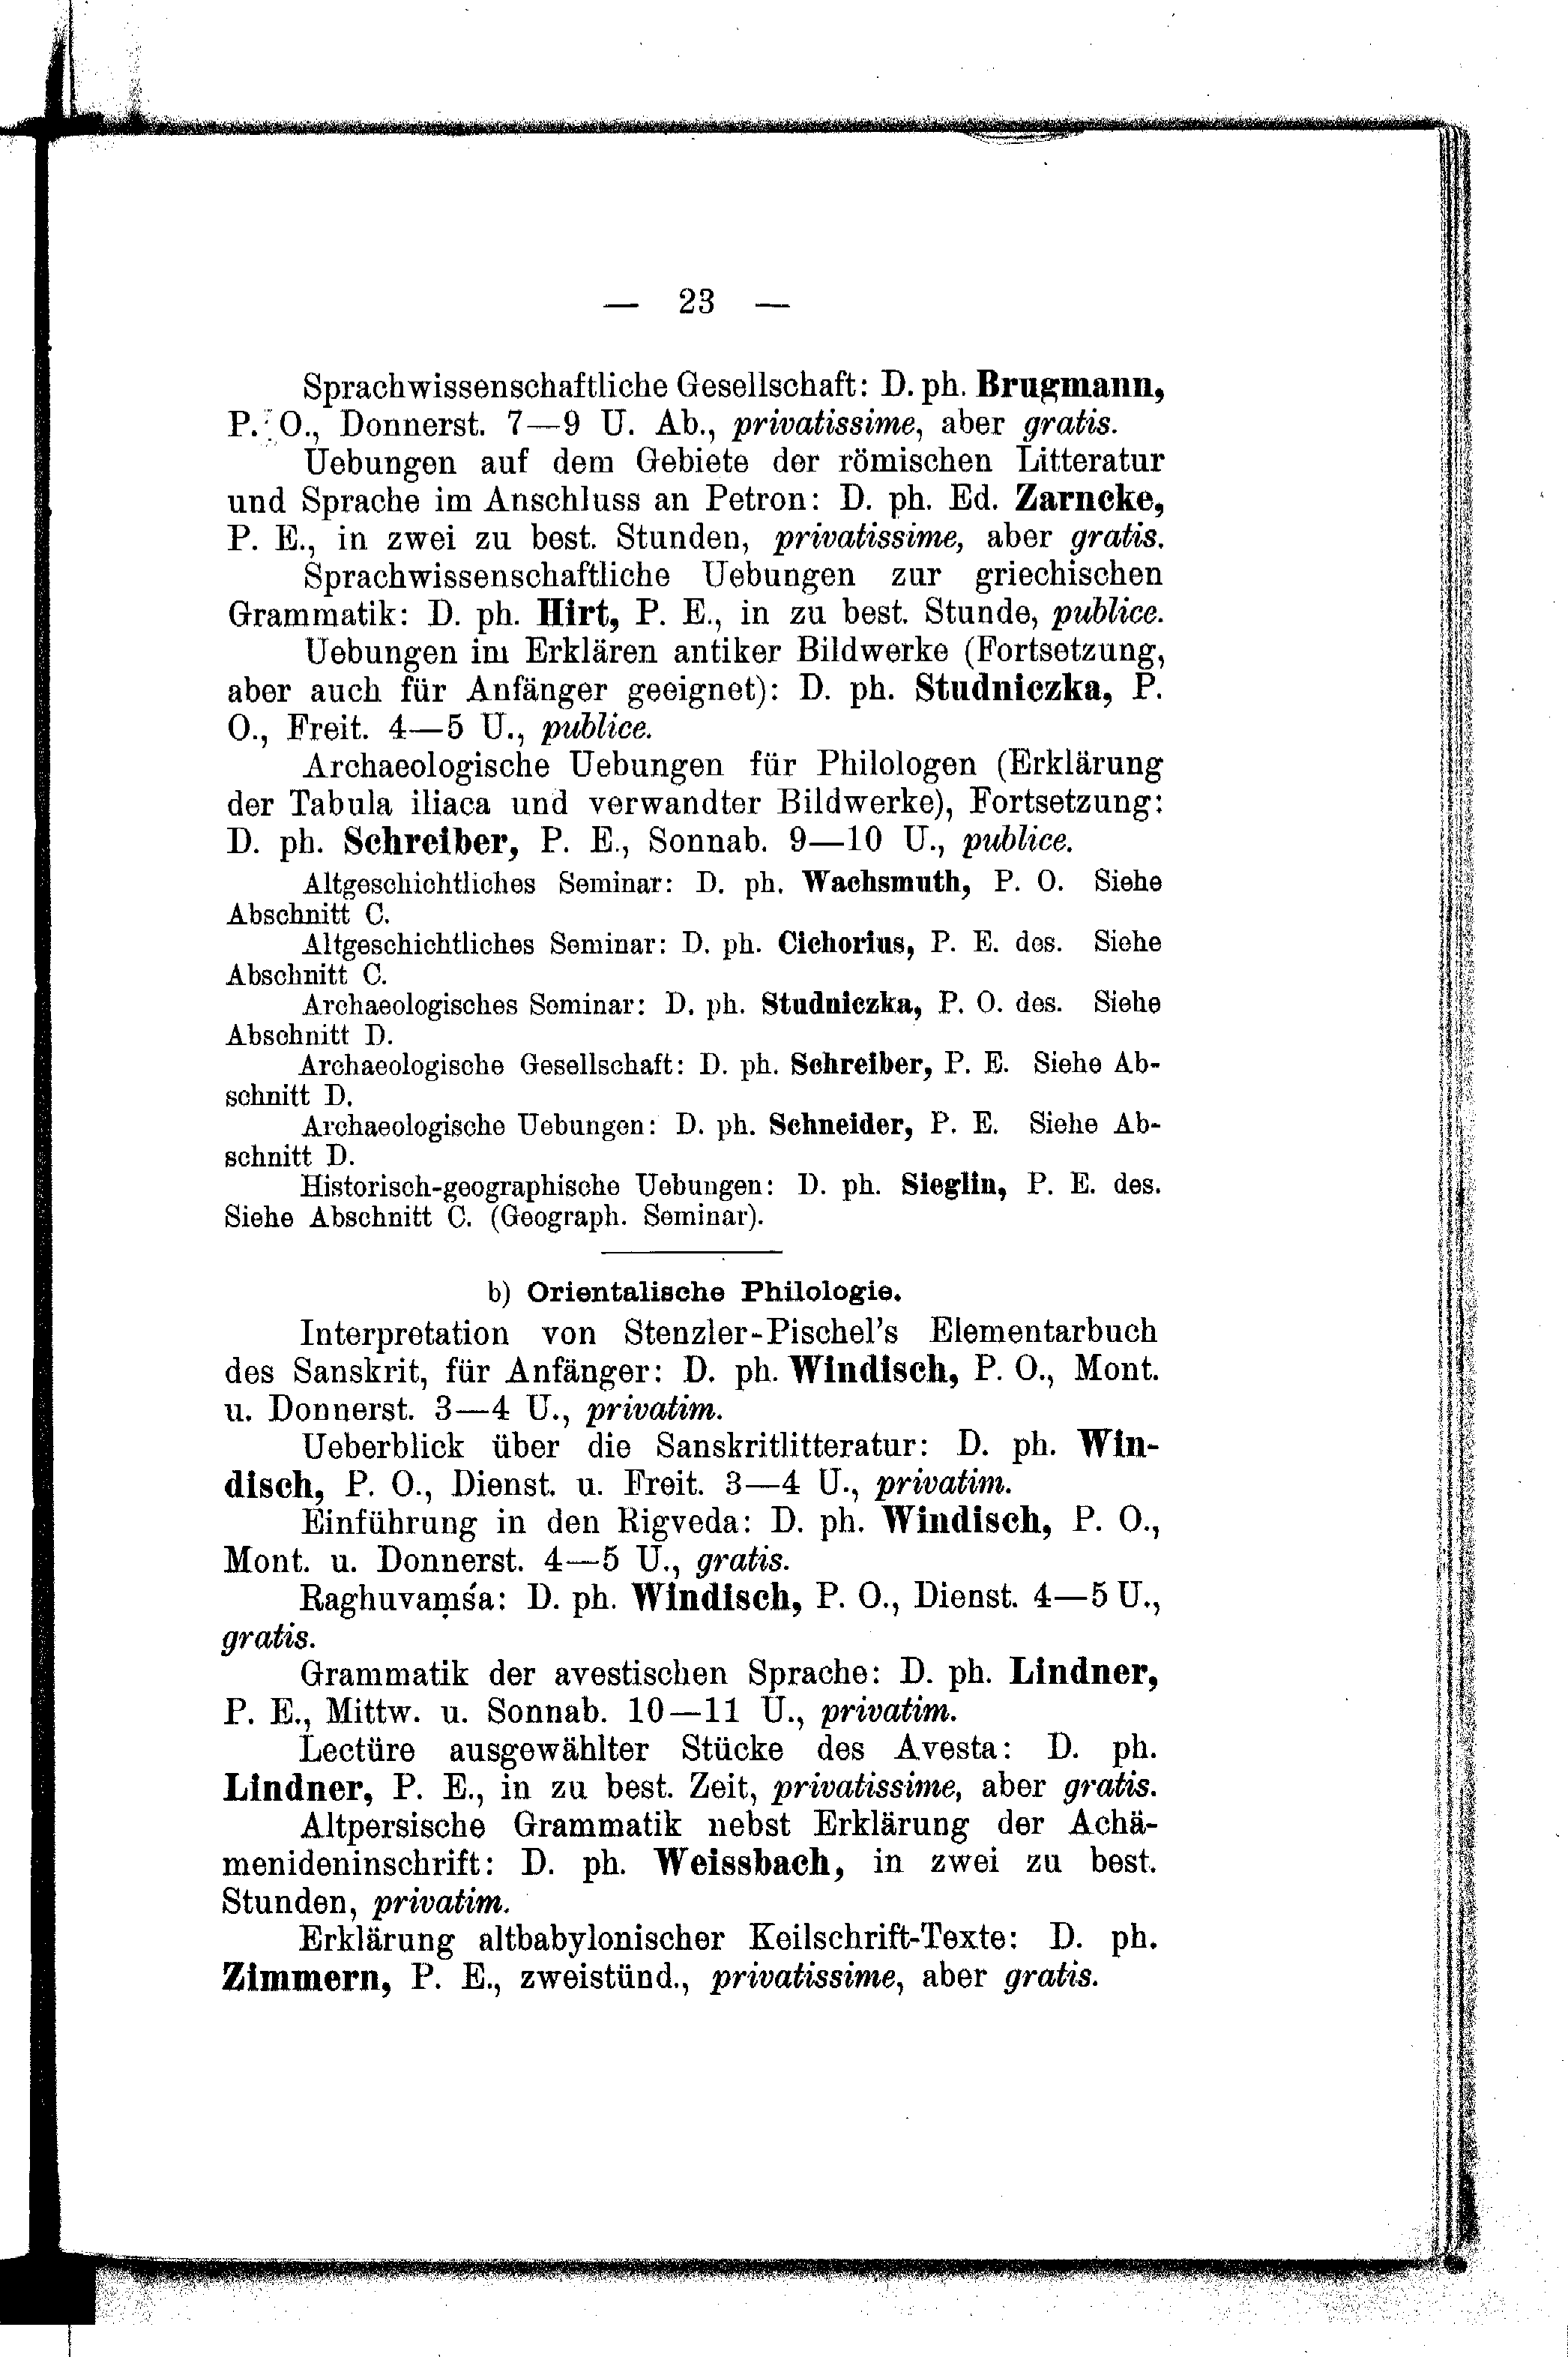 — 23 —
Sprachwissenschaftliche Gesellschaft: D. ph. Brugmann,
P. O., Donnerst. 7—9 U. Ab., privatissime, aber gratis.
Uebungen auf dem Gebiete der römischen Litteratur
und Sprache im Anschluss an Petron: D. ph. Ed. Zarncke,
P. E., in zwei zu best. Stunden, privatissime, aber gratis.
Sprachwissenschaftliche Uebungen zur griechischen
Grammatik: D. ph. Hirt, P. E., in zu best. Stunde, publice.
Uebungen im Erklären antiker Bildwerke (Fortsetzung,
aber auch für Anfänger geeignet): D. ph. Studniczka, P.
O., Freit. 4—5 U., publice.
Archaeologische Uebungen für Philologen (Erklärung
der Tabula iliaca und verwandter Bildwerke), Fortsetzung:
D. ph. Schreiber, P. E., Sonnab. 9—10 U., publice.
Altgeschichtliches Seminar: D. ph. Wachsmuth, P. O. Siehe
Abschnitt C.
Altgeschichtliches Seminar: D. ph. Cichorius, P. E. des. Siehe
Abschnitt C.
Archaeologisches Seminar: D. ph. Studniczka, P. O. des. Siehe
Abschnitt D.
Archaeologische Gesellschaft: D. ph. Schreiber, P. E. Siehe Ab-
schnitt D.
Archaeologische Uebungen: D. ph. Schneider, P. E. Siehe Ab-
schnitt D.
Historisch-geographische Uebungen: D. ph. Sieglin, P. E. des.
Siehe Abschnitt C. (Geograph. Seminar).
b) Orientalische Philologie.
Interpretation von Stenzler-Pischel's Elementarbuch
des Sanskrit, für Anfänger: D. ph. Windisch, P. O., Mont.
u. Donnerst. 3—4 U., privatim.
Ueberblick über die Sanskritlitteratur: D. ph. Win-
disch, P. O., Dienst. u. Freit. 3—4 U., privatim.
Einführung in den Rigveda: D. ph. Windisch, P. O.,
Mont. u. Donnerst. 4—5 U., gratis.
Raghuvaṃśa: D. ph. Windisch, P. O., Dienst. 4—5 U.,
gratis.
Grammatik der avestischen Sprache: D. ph. Lindner,
P. E., Mittw. u. Sonnab. 10—11 U., privatim.
Lectüre ausgewählter Stücke des Avesta: D. ph.
Lindner, P. E., in zu best. Zeit, privatissime, aber gratis.
Altpersische Grammatik nebst Erklärung der Achä-
menideninschrift: D. ph. Weissbach, in zwei zu best.
Stunden, privatim.
Erklärung altbabylonischer Keilschrift-Texte: D. ph.
Zimmern, P. E., zweistünd., privatissime, aber gratis.